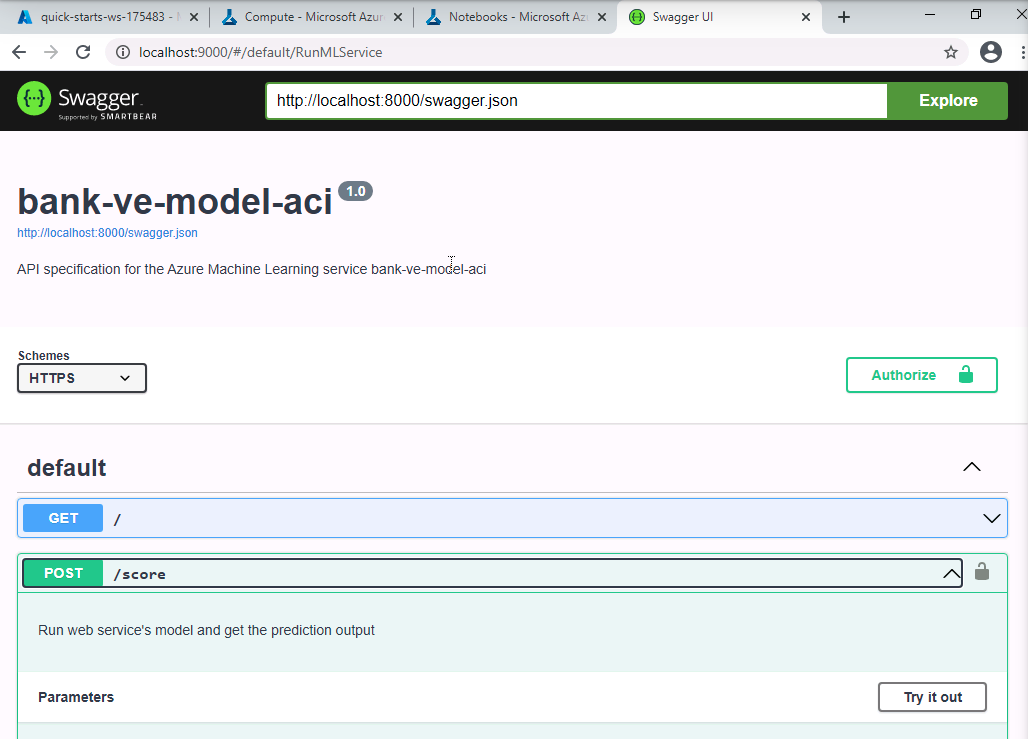 quick-starts-ws-175483 -
Compute - Microsoft Azur
Notebooks - Microsoft Az
Swagger UI
localhost:9000/#/default/RunMLService
Swagger
Supported by SMARTBEAR
http://localhost:8000/swagger.json
Explore
bank-ve-model-aci 1.0
http://localhost:8000/swagger.json
API specification for the Azure Machine Learning service bank-ve-model-aci
Schemes
HTTPS
Authorize
default
GET /
POST /score
Run web service's model and get the prediction output
Parameters
Try it out